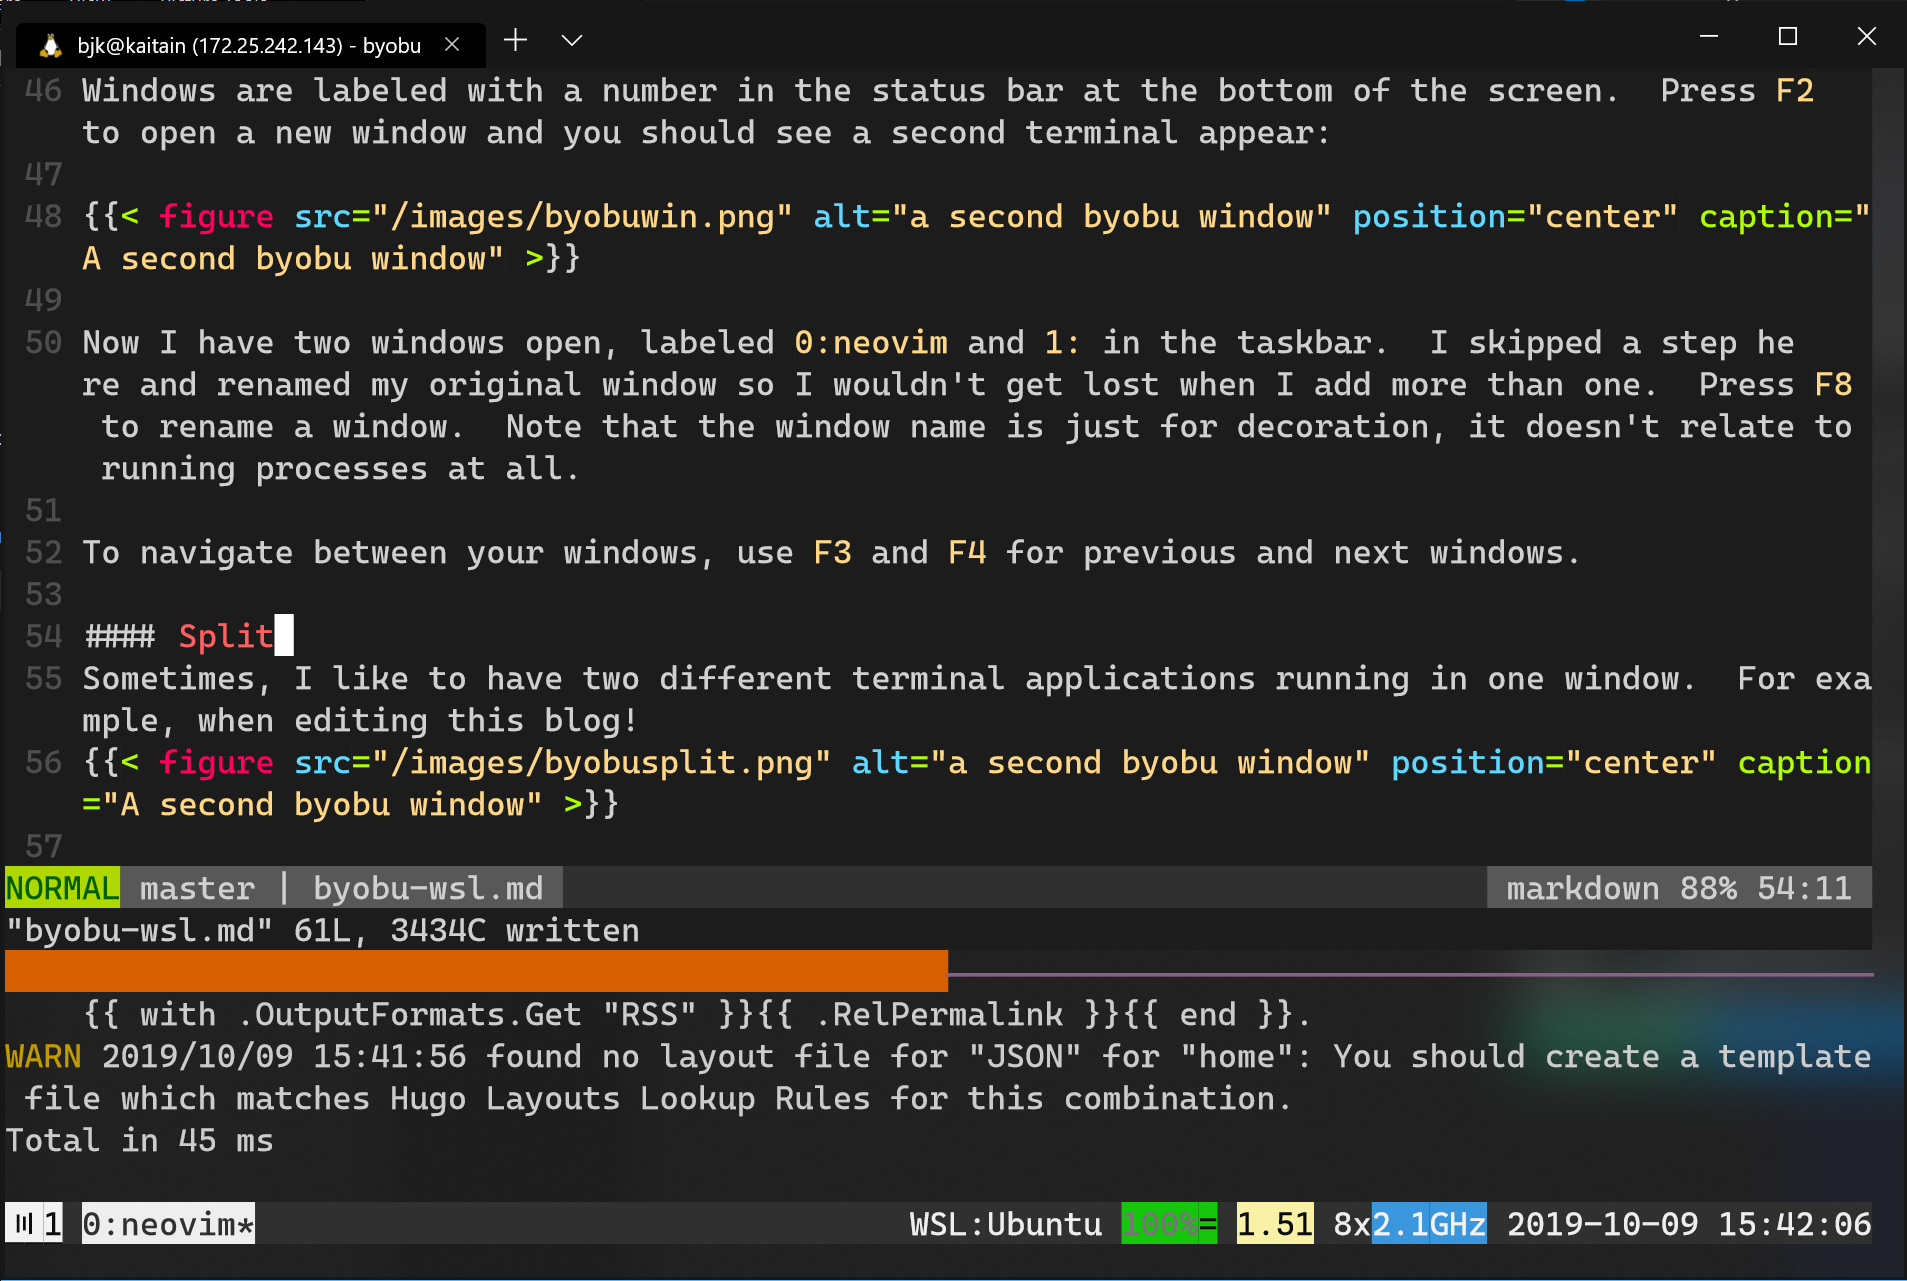 bjk@kaitain (172.25.242.143) - byobu
46 Windows are labeled with a number in the status bar at the bottom of the screen.  Press F2
to open a new window and you should see a second terminal appear:
47
48 {{< figure src="/images/byobuwin.png" alt="a second byobu window" position="center" caption="
A second byobu window" >}}
49
50 Now I have two windows open, labeled 0:neovim and 1: in the taskbar.  I skipped a step he
re and renamed my original window so I wouldn't get lost when I add more than one.  Press F8
to rename a window.  Note that the window name is just for decoration, it doesn't relate to
running processes at all.
51
52 To navigate between your windows, use F3 and F4 for previous and next windows.
53
54 #### Split
55 Sometimes, I like to have two different terminal applications running in one window.  For exa
mple, when editing this blog!
56 {{< figure src="/images/byobusplit.png" alt="a second byobu window" position="center" caption
="A second byobu window" >}}
57
NORMAL master | byobu-wsl.md markdown 88% 54:11
"byobu-wsl.md" 61L, 3434C written
{{ with .OutputFormats.Get "RSS" }}{{ .RelPermalink }}{{ end }}.
WARN 2019/10/09 15:41:56 found no layout file for "JSON" for "home": You should create a template
file which matches Hugo Layouts Lookup Rules for this combination.
Total in 45 ms
1 0:neovim* WSL:Ubuntu 100%= 1.51 8x2.1GHz 2019-10-09 15:42:06